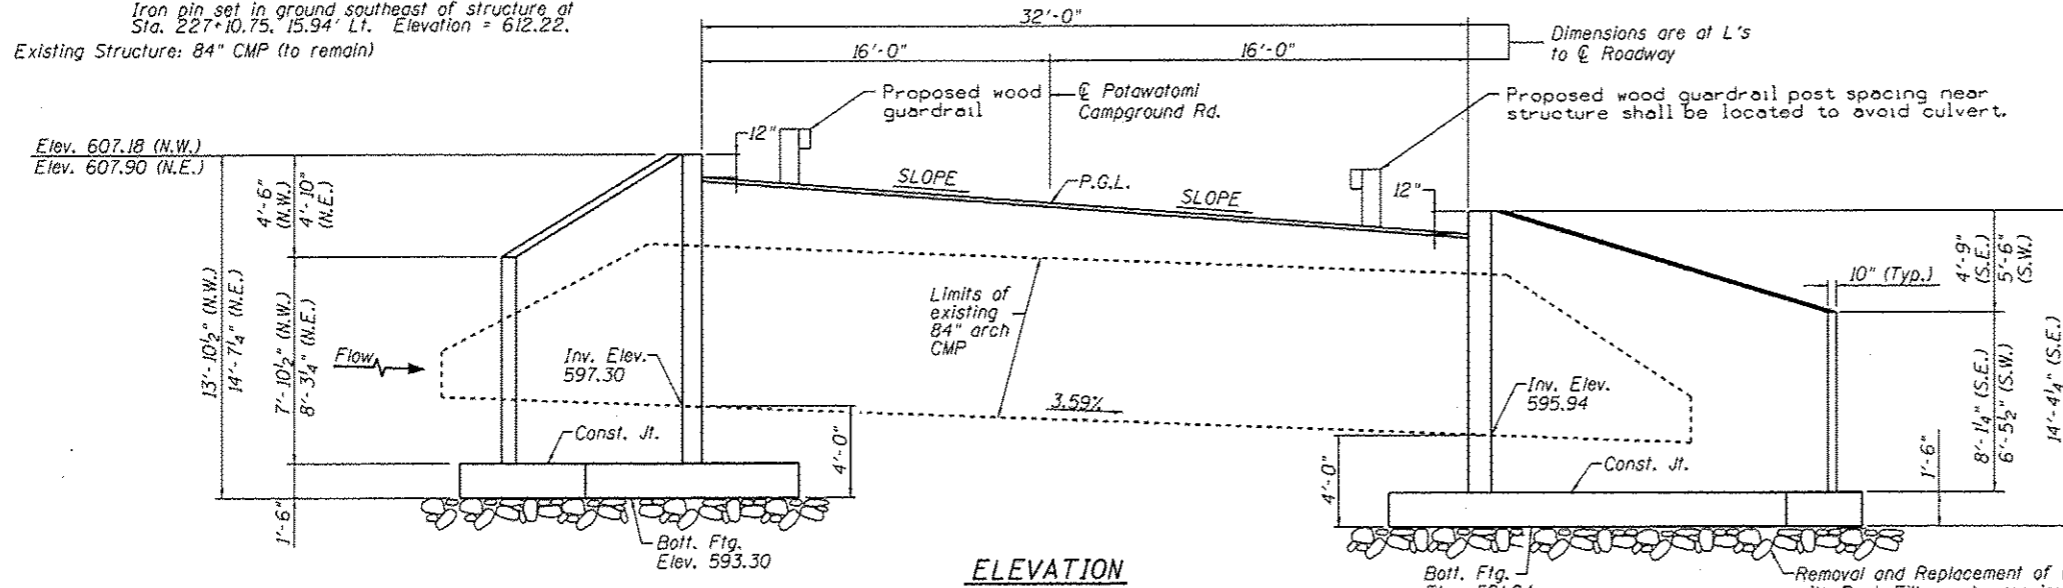 Iron pin set in ground southeast of structure at
Sta. 227+10.75, 15.94' Lt. Elevation = 612.22.
Existing Structure: 84" CMP (to remain)
32'-0"
16'-0"
16'-0"
Dimensions are at L's
to ℄ Roadway
Proposed wood
guardrail
℄ Potawatomi
Campground Rd.
Proposed wood guardrail post spacing near
structure shall be located to avoid culvert.
12"
Elev. 607.18 (N.W.)
Elev. 607.90 (N.E.)
SLOPE
P.G.L.
SLOPE
12"
4'-6"
(N.W.)
4'-10"
(N.E.)
13'-10½" (N.W.)
14'-7¼" (N.E.)
7'-10½" (N.W.)
8'-3¼" (N.E.)
1'-6"
Flow
Inv. Elev.
597.30
Limits of
existing
84" arch
CMP
3.59%
Inv. Elev.
595.94
10" (Typ.)
4'-9"
(S.E.)
5'-6"
(S.W.)
8'-1¼" (S.E.)
6'-5½" (S.W.)
14'-4¼" (S.E.)
1'-6"
Const. Jt.
4'-0"
4'-0"
Const. Jt.
Bott. Ftg.
Elev. 593.30
ELEVATION
Bott. Ftg.
Removal and Replacement of